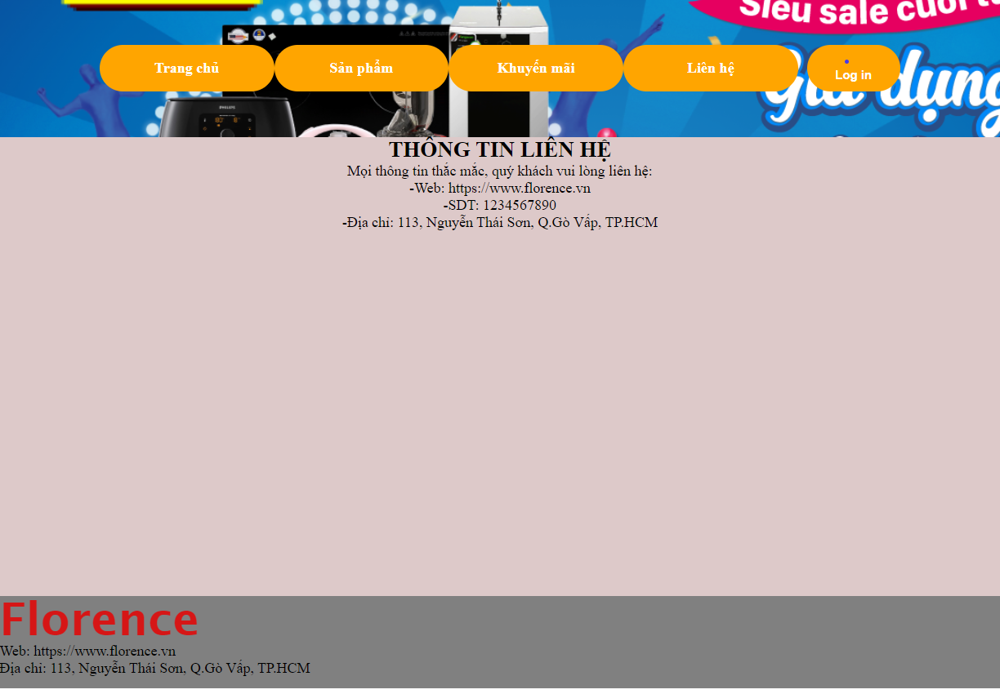 Siêu sale cuối t
Trang chủ
Sản phẩm
Khuyến mãi
Liên hệ
Log in
Gia dụng
PHILIPS
THÔNG TIN LIÊN HỆ
Mọi thông tin thắc mắc, quý khách vui lòng liên hệ:
-Web: https://www.florence.vn
-SDT: 1234567890
-Địa chỉ: 113, Nguyễn Thái Sơn, Q.Gò Vấp, TP.HCM
Florence
Web: https://www.florence.vn
Địa chỉ: 113, Nguyễn Thái Sơn, Q.Gò Vấp, TP.HCM